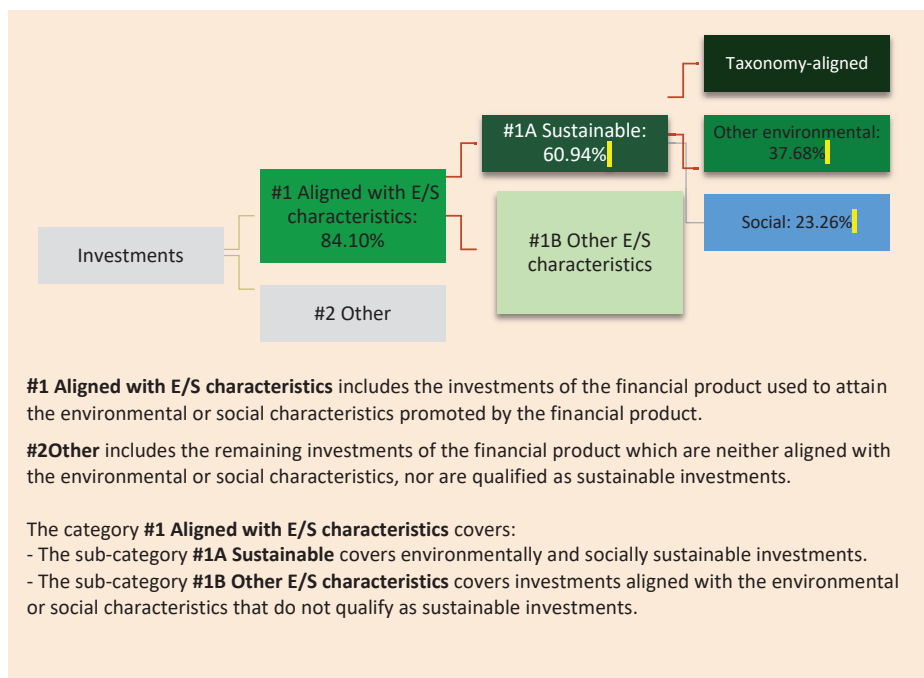 Taxonomy-aligned
#1A Sustainable:
60.94%
Other environmental:
37.68%
#1 Aligned with E/S
characteristics:
84.10%
Social: 23.26%
#1B Other E/S
characteristics
Investments
#2 Other
#1 Aligned with E/S characteristics includes the investments of the financial product used to attain
the environmental or social characteristics promoted by the financial product.
#2Other includes the remaining investments of the financial product which are neither aligned with
the environmental or social characteristics, nor are qualified as sustainable investments.
The category #1 Aligned with E/S characteristics covers:
- The sub-category #1A Sustainable covers environmentally and socially sustainable investments.
- The sub-category #1B Other E/S characteristics covers investments aligned with the environmental
or social characteristics that do not qualify as sustainable investments.